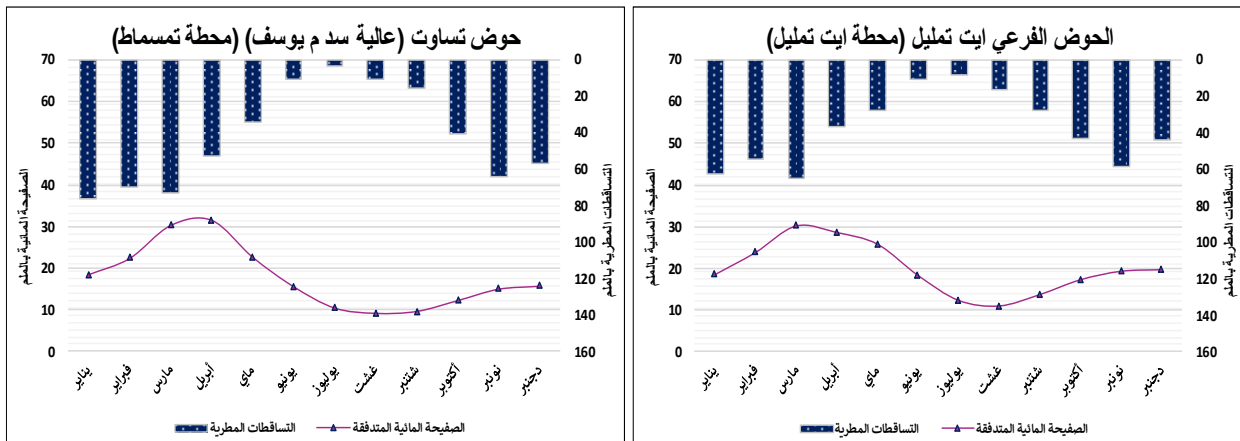 الحوض الفرعي ايت تمليل (محطة ايت تمليل)
الصفيحة المائية بالملم
التساقطات المطرية بالملم
70
60
50
40
30
20
10
0
0
20
40
60
80
100
120
140
160
يناير
فبراير
مارس
أبريل
ماي
يونيو
يوليوز
غشت
شتنبر
أكتوبر
نونبر
دجنبر
التساقطات المطرية
الصفيحة المائية المتدفقة
حوض تساوت (عالية سد م يوسف) (محطة تمسماط)
الصفيحة المائية بالملم
التساقطات المطرية بالملم
70
60
50
40
30
20
10
0
0
20
40
60
80
100
120
140
160
يناير
فبراير
مارس
أبريل
ماي
يونيو
يوليوز
غشت
شتنبر
أكتوبر
نونبر
دجنبر
التساقطات المطرية
الصفيحة المائية المتدفقة